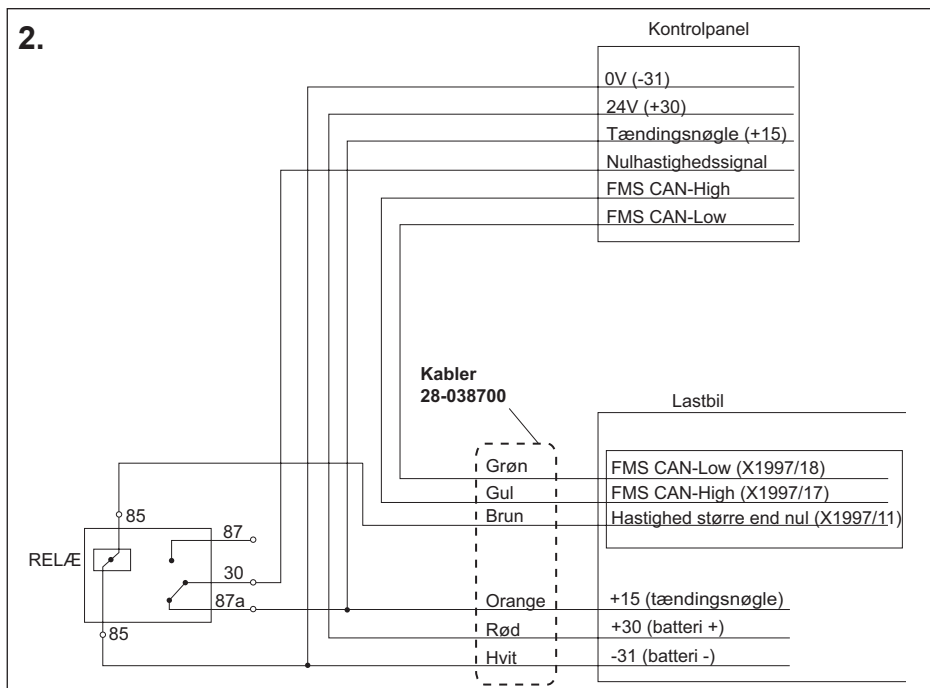 2.
Kontrolpanel
0V (-31)
24V (+30)
Tændingsnøgle (+15)
Nulhastighedssignal
FMS CAN-High
FMS CAN-Low
Kabler
28-038700
Lastbil
Grøn
FMS CAN-Low (X1997/18)
Gul
FMS CAN-High (X1997/17)
Brun
Hastighed større end nul (X1997/11)
85
87
RELÆ
30
87a
Orange
+15 (tændingsnøgle)
Rød
+30 (batteri +)
85
Hvit
-31 (batteri -)